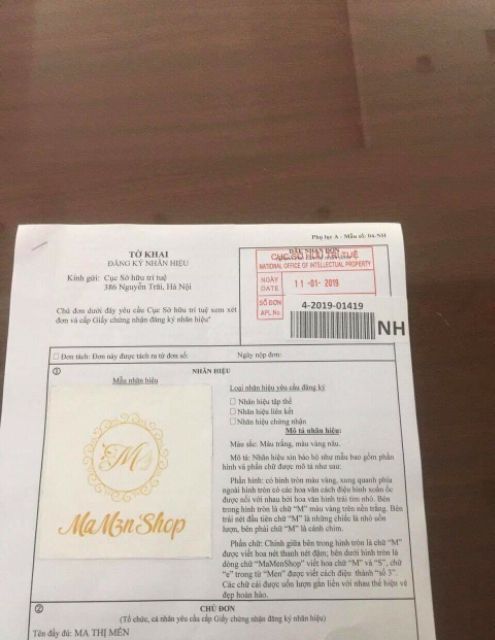 Phụ lục A - Mẫu số: 04-NH
TỜ KHAI
ĐĂNG KÝ NHÃN HIỆU
Kính gửi: Cục Sở hữu trí tuệ
386 Nguyễn Trãi, Hà Nội
Chủ đơn dưới đây yêu cầu Cục Sở hữu trí tuệ xem xét
đơn và cấp Giấy chứng nhận đăng ký nhãn hiệu*
DẤU NHẬN ĐƠN
CỤC SỞ HỮU TRÍ TUỆ
NATIONAL OFFICE OF INTELLECTUAL PROPERTY
NGÀY
DATE
11 -01- 2019
SỐ ĐƠN
APL No.
4-2019-01419
NH
☐ Đơn tách: Đơn này được tách ra từ đơn số: Ngày nộp đơn:
① NHÃN HIỆU
Mẫu nhãn hiệu
M
MaM3n'Shop
Loại nhãn hiệu yêu cầu đăng ký
☐ Nhãn hiệu tập thể
☐ Nhãn hiệu liên kết
☐ Nhãn hiệu chứng nhận
Mô tả nhãn hiệu:
Màu sắc: Màu trắng, màu vàng nâu.
Mô tả: Nhãn hiệu xin bảo hộ như mẫu bao gồm phần
hình và phần chữ được mô tả như sau:
Phần hình: có hình tròn màu vàng, xung quanh phía
ngoài hình tròn có các hoa văn cách điệu hình xoắn ốc
được nối với nhau bởi hoa văn hình trái tim nhỏ. Bên
trong hình tròn là chữ "M" màu vàng trên nền trắng. Bên
trái nét đầu tiên chữ "M" là những chiếc lá nhỏ uốn
lượn, bên phải chữ "M" là cánh chim.
Phần chữ: Chính giữa bên trong hình tròn là chữ "M"
được viết hoa nét thanh nét đậm; bên dưới hình tròn là
dòng chữ "MaMenShop" viết hoa chữ "M" và "S", chữ
"e" trong từ "Men" được viết cách điệu thành "số 3".
Các chữ cái được uốn lượn gắn liền với nhau thể hiện vẻ
đẹp hoàn hảo.
② CHỦ ĐƠN
(Tổ chức, cá nhân yêu cầu cấp Giấy chứng nhận đăng ký nhãn hiệu)
Tên đầy đủ: MA THỊ MẾN